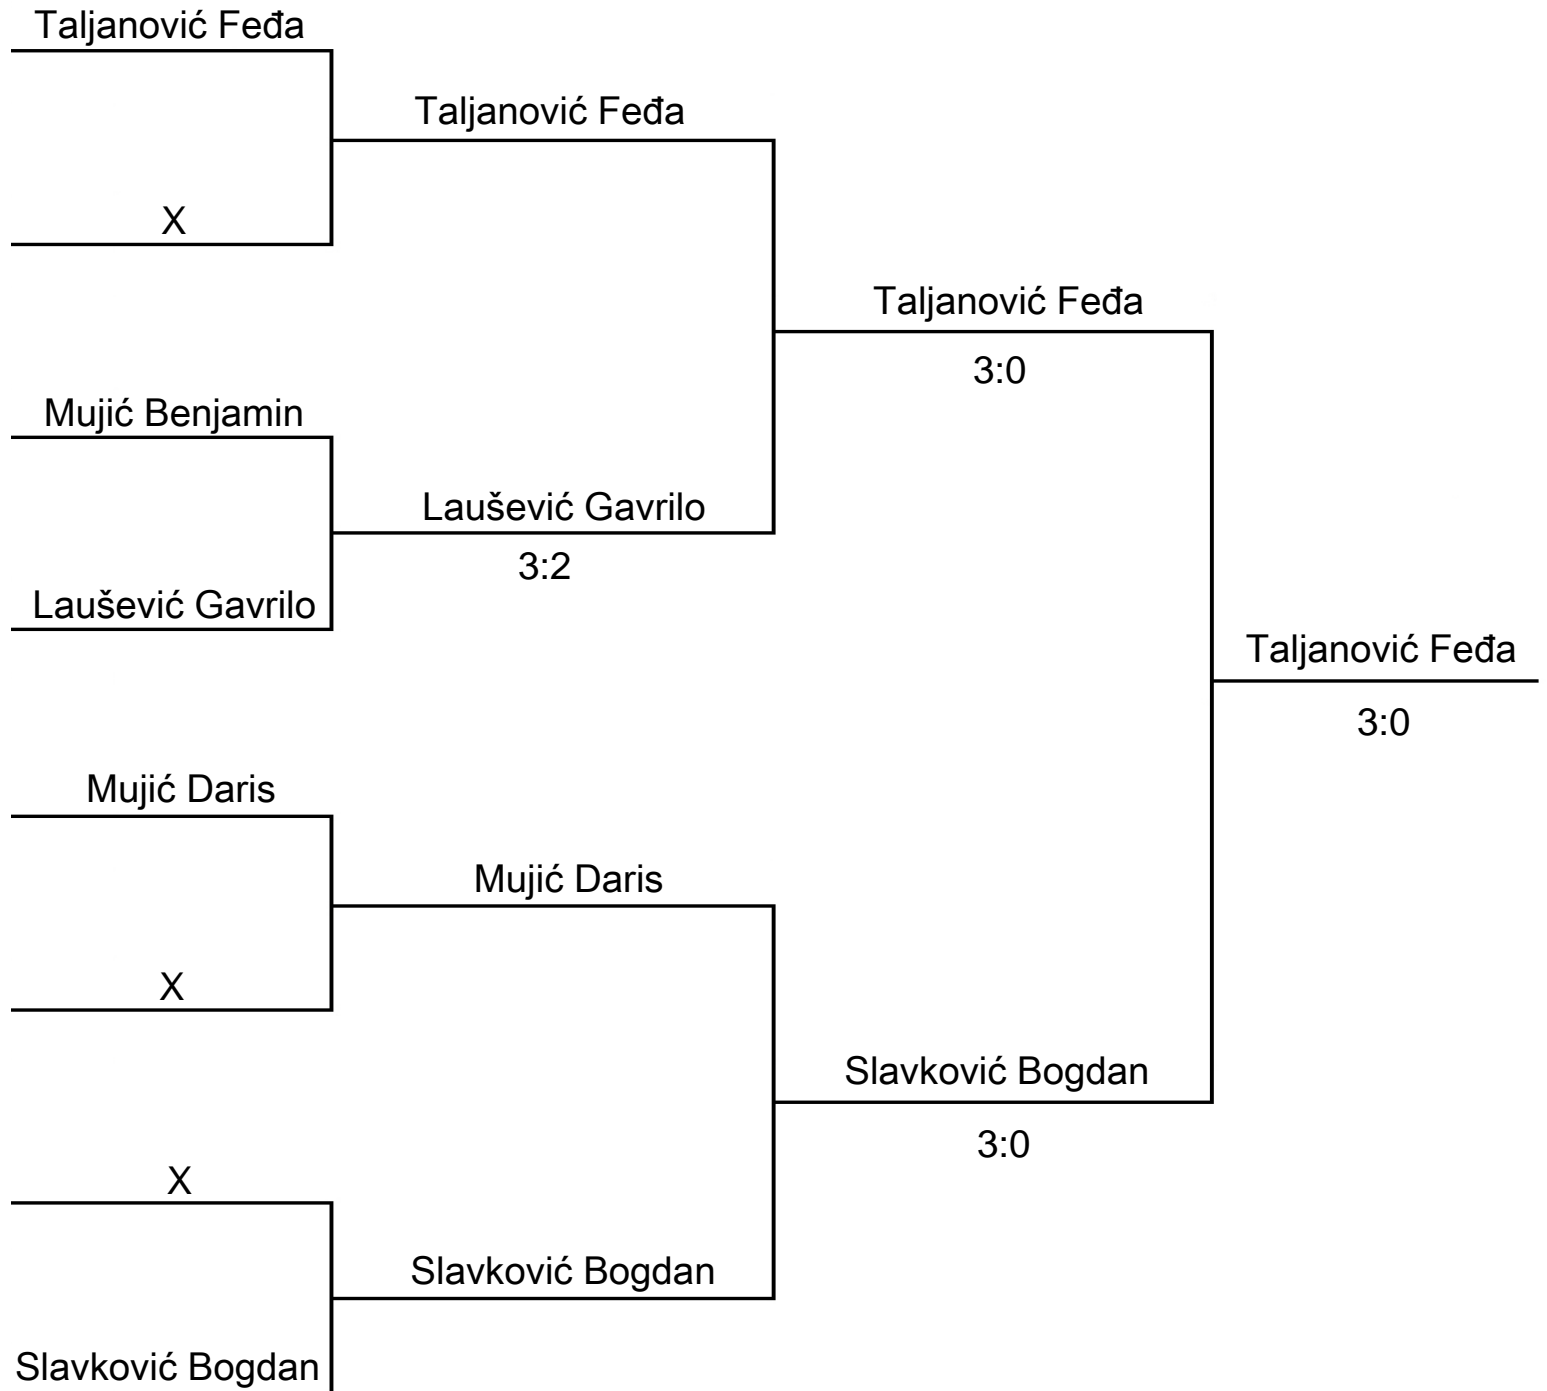 Taljanović Feđa
Taljanović Feđa
X
Taljanović Feđa
3:0
Mujić Benjamin
Laušević Gavrilo
3:2
Laušević Gavrilo
Taljanović Feđa
3:0
Mujić Daris
Mujić Daris
X
Slavković Bogdan
3:0
X
Slavković Bogdan
Slavković Bogdan